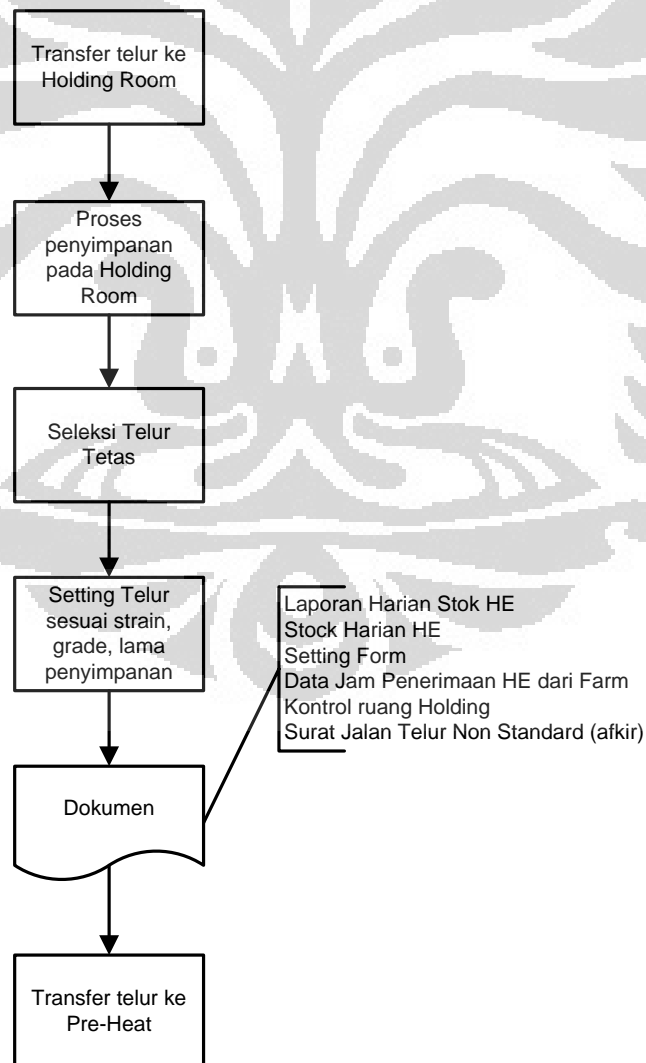 Transfer telur ke
Holding Room
Proses
penyimpanan
pada Holding
Room
Seleksi Telur
Tetas
Setting Telur
sesuai strain,
grade, lama
penyimpanan
Laporan Harian Stok HE
Stock Harian HE
Setting Form
Data Jam Penerimaan HE dari Farm
Kontrol ruang Holding
Surat Jalan Telur Non Standard (afkir)
Dokumen
Transfer telur ke
Pre-Heat